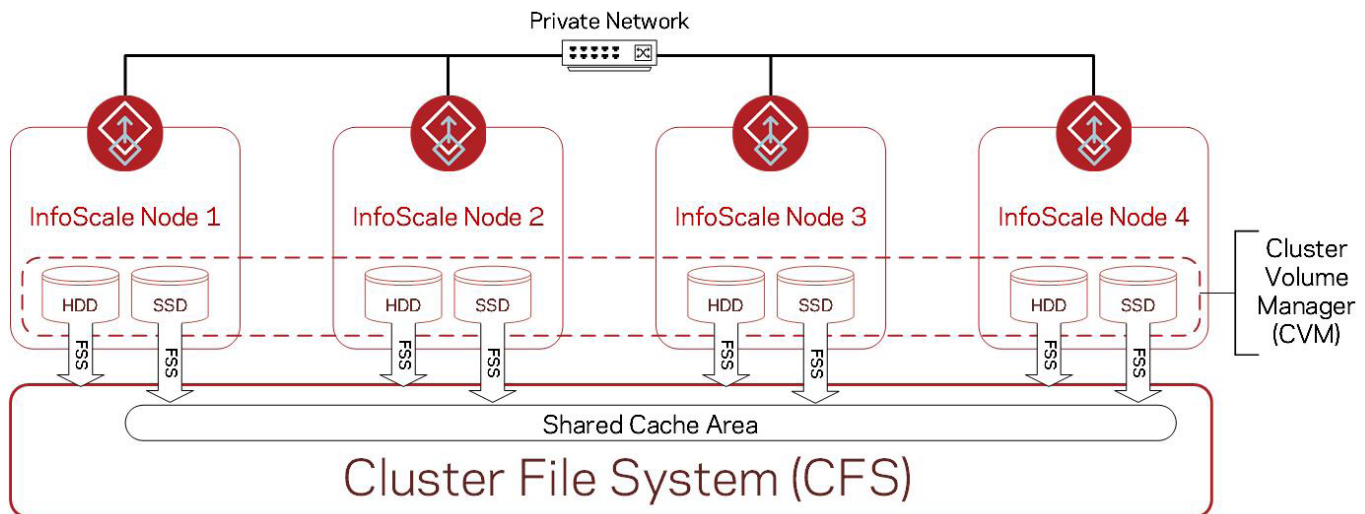 Private Network
InfoScale Node 1
InfoScale Node 2
InfoScale Node 3
InfoScale Node 4
HDD
SSD
HDD
SSD
HDD
SSD
HDD
SSD
Cluster
Volume
Manager
(CVM)
FSS
FSS
FSS
FSS
FSS
FSS
FSS
FSS
Shared Cache Area
Cluster File System (CFS)